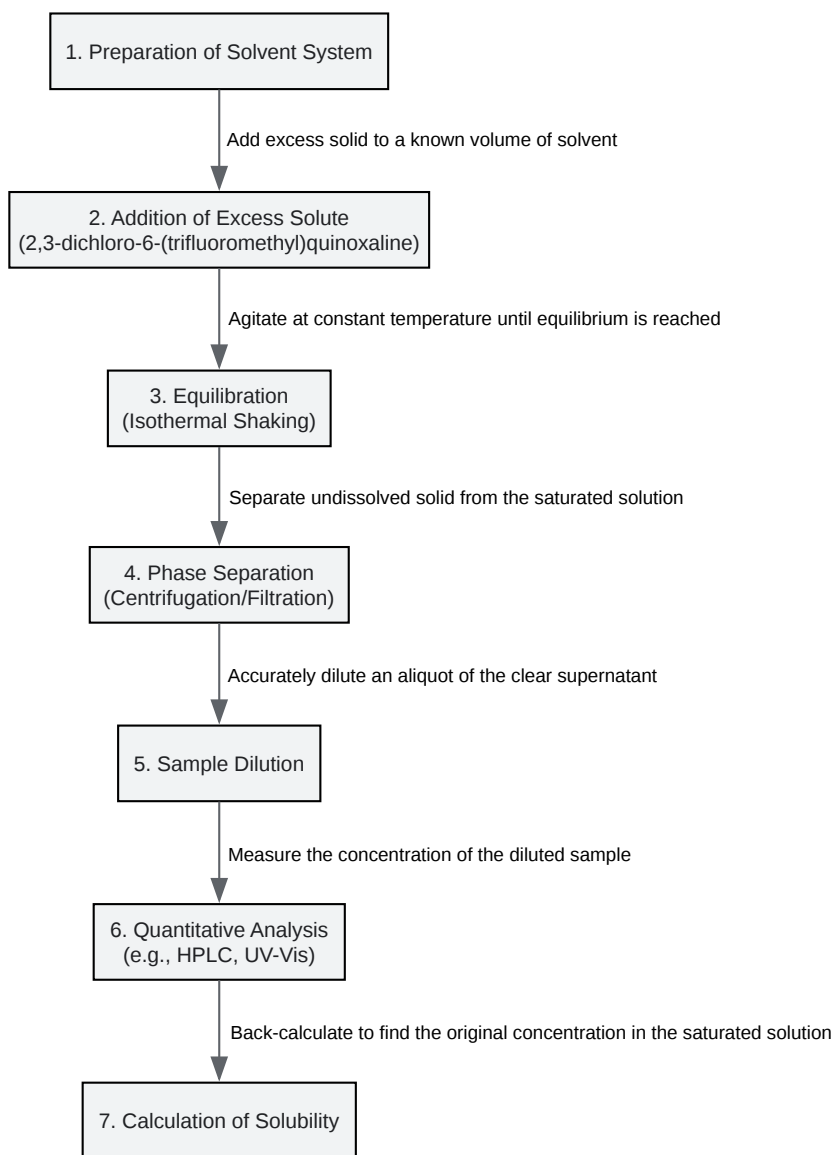 1. Preparation of Solvent System
Add excess solid to a known volume of solvent
2. Addition of Excess Solute
(2,3-dichloro-6-(trifluoromethyl)quinoxaline)
Agitate at constant temperature until equilibrium is reached
3. Equilibration
(Isothermal Shaking)
Separate undissolved solid from the saturated solution
4. Phase Separation
(Centrifugation/Filtration)
Accurately dilute an aliquot of the clear supernatant
5. Sample Dilution
Measure the concentration of the diluted sample
6. Quantitative Analysis
(e.g., HPLC, UV-Vis)
Back-calculate to find the original concentration in the saturated solution
7. Calculation of Solubility